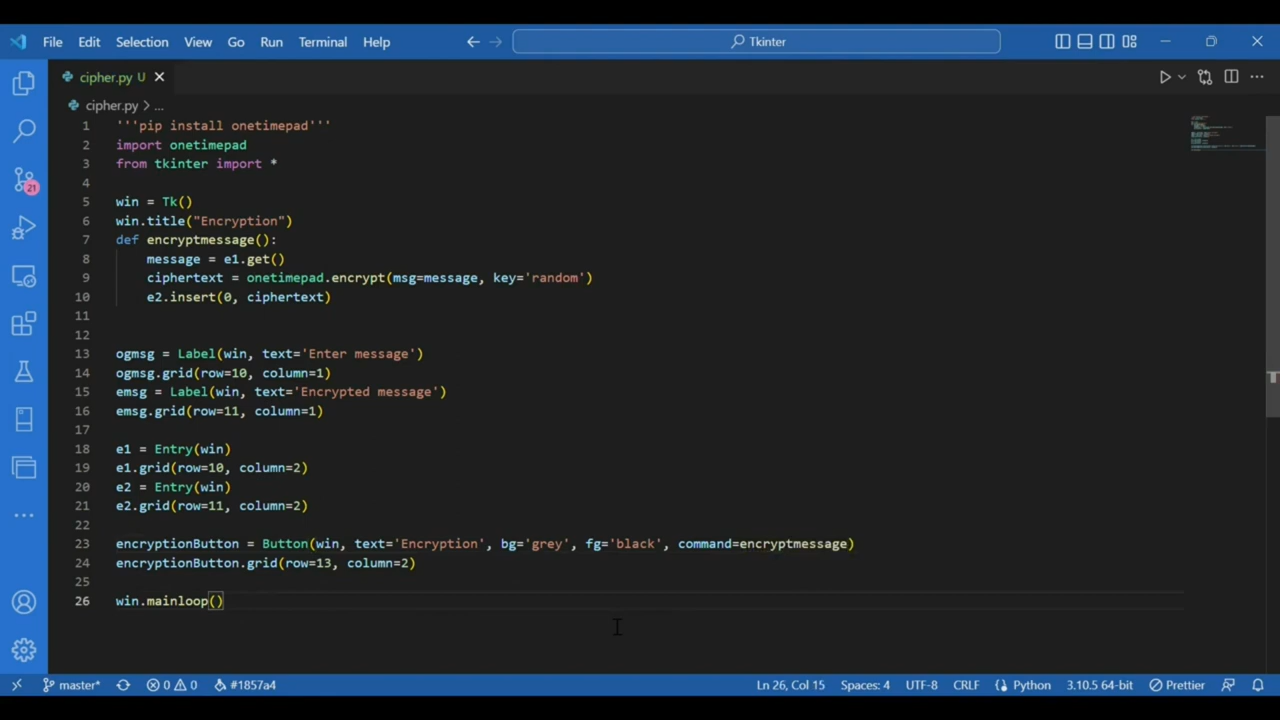 File Edit Selection View Go Run Terminal Help Tkinter
cipher.py U
cipher.py > ...
1 '''pip install onetimepad'''
2 import onetimepad
3 from tkinter import *
4
5 win = Tk()
6 win.title("Encryption")
7 def encryptmessage():
8     message = e1.get()
9     ciphertext = onetimepad.encrypt(msg=message, key='random')
10     e2.insert(0, ciphertext)
11
12
13 ogmsg = Label(win, text='Enter message')
14 ogmsg.grid(row=10, column=1)
15 emsg = Label(win, text='Encrypted message')
16 emsg.grid(row=11, column=1)
17
18 e1 = Entry(win)
19 e1.grid(row=10, column=2)
20 e2 = Entry(win)
21 e2.grid(row=11, column=2)
22
23 encryptionButton = Button(win, text='Encryption', bg='grey', fg='black', command=encryptmessage)
24 encryptionButton.grid(row=13, column=2)
25
26 win.mainloop()
21
master* 0 0 #1857a4 Ln 26, Col 15 Spaces: 4 UTF-8 CRLF Python 3.10.5 64-bit Prettier